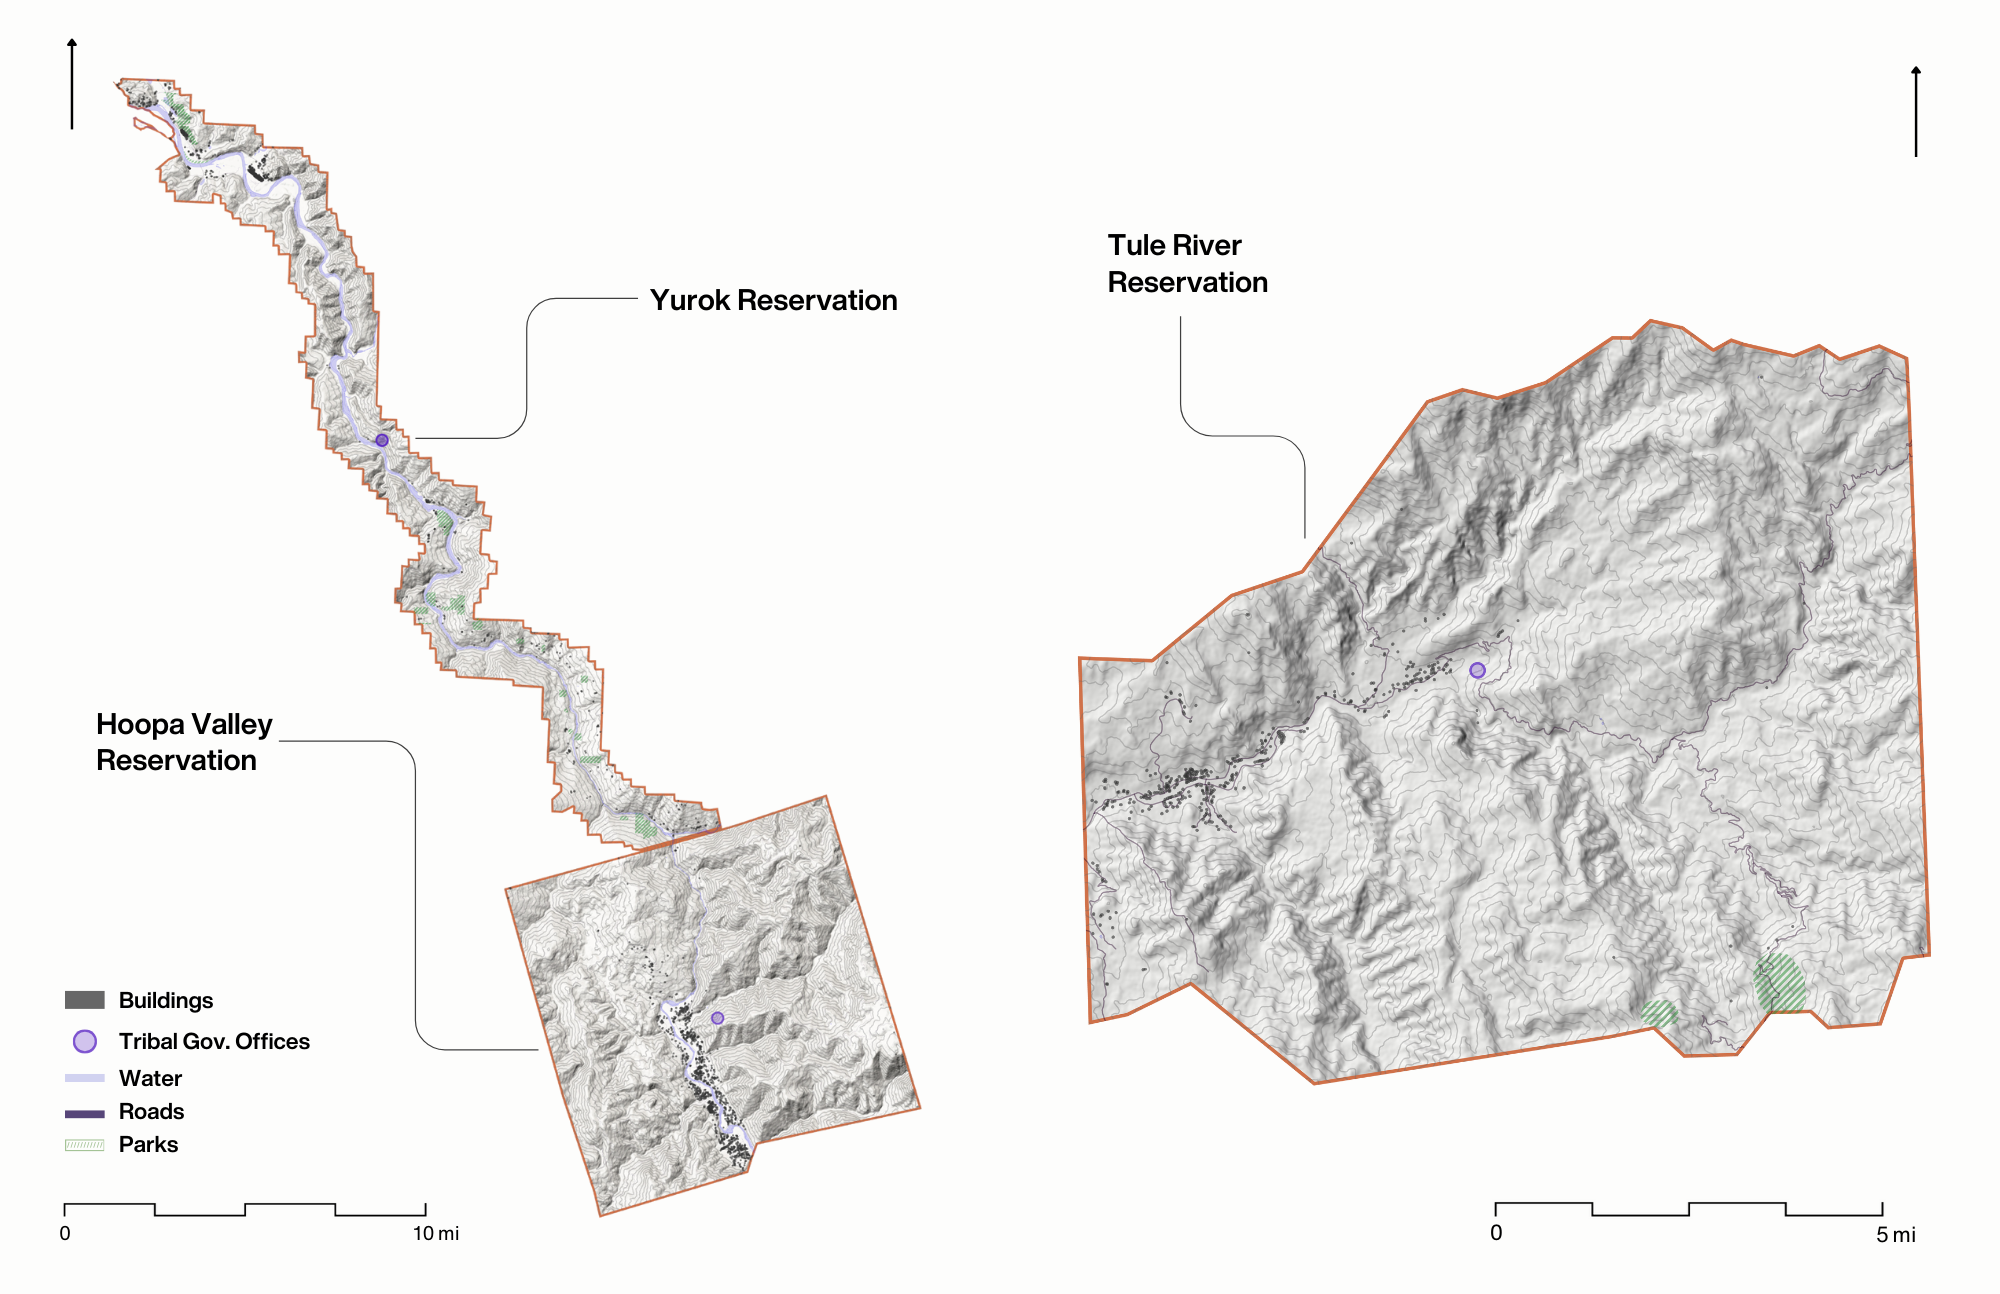 Yurok Reservation
Hoopa Valley
Reservation
Buildings
Tribal Gov. Offices
Water
Roads
Parks
0
10 mi
Tule River
Reservation
0
5 mi